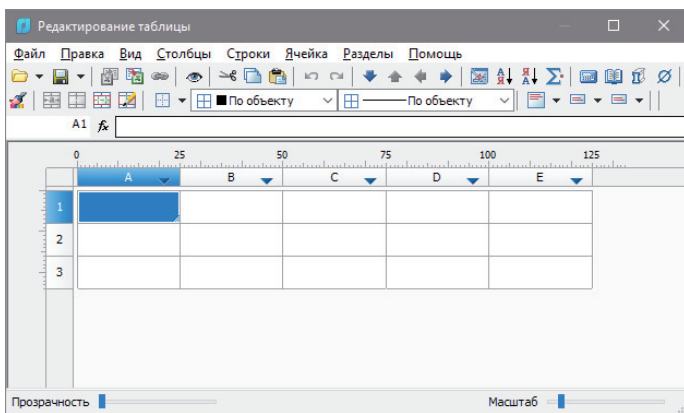 Редактирование таблицы
Файл Правка Вид Столбцы Строки Ячейка Разделы Помощь
А Я Я А Σ Ø
По объекту По объекту
A1 fx
0 25 50 75 100 125
A B C D E
1
2
3
Прозрачность Масштаб